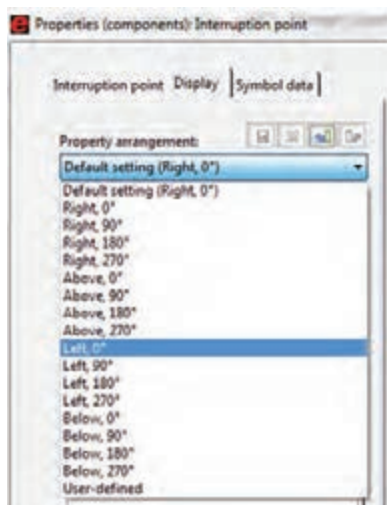 Properties (components): Interruption point
Interruption point Display Symbol data
Property arrangement:
Default setting (Right, 0°)
Default setting (Right, 0°)
Right, 0°
Right, 90°
Right, 180°
Right, 270°
Above, 0°
Above, 90°
Above, 180°
Above, 270°
Left, 0°
Left, 90°
Left, 180°
Left, 270°
Below, 0°
Below, 90°
Below, 180°
Below, 270°
User-defined